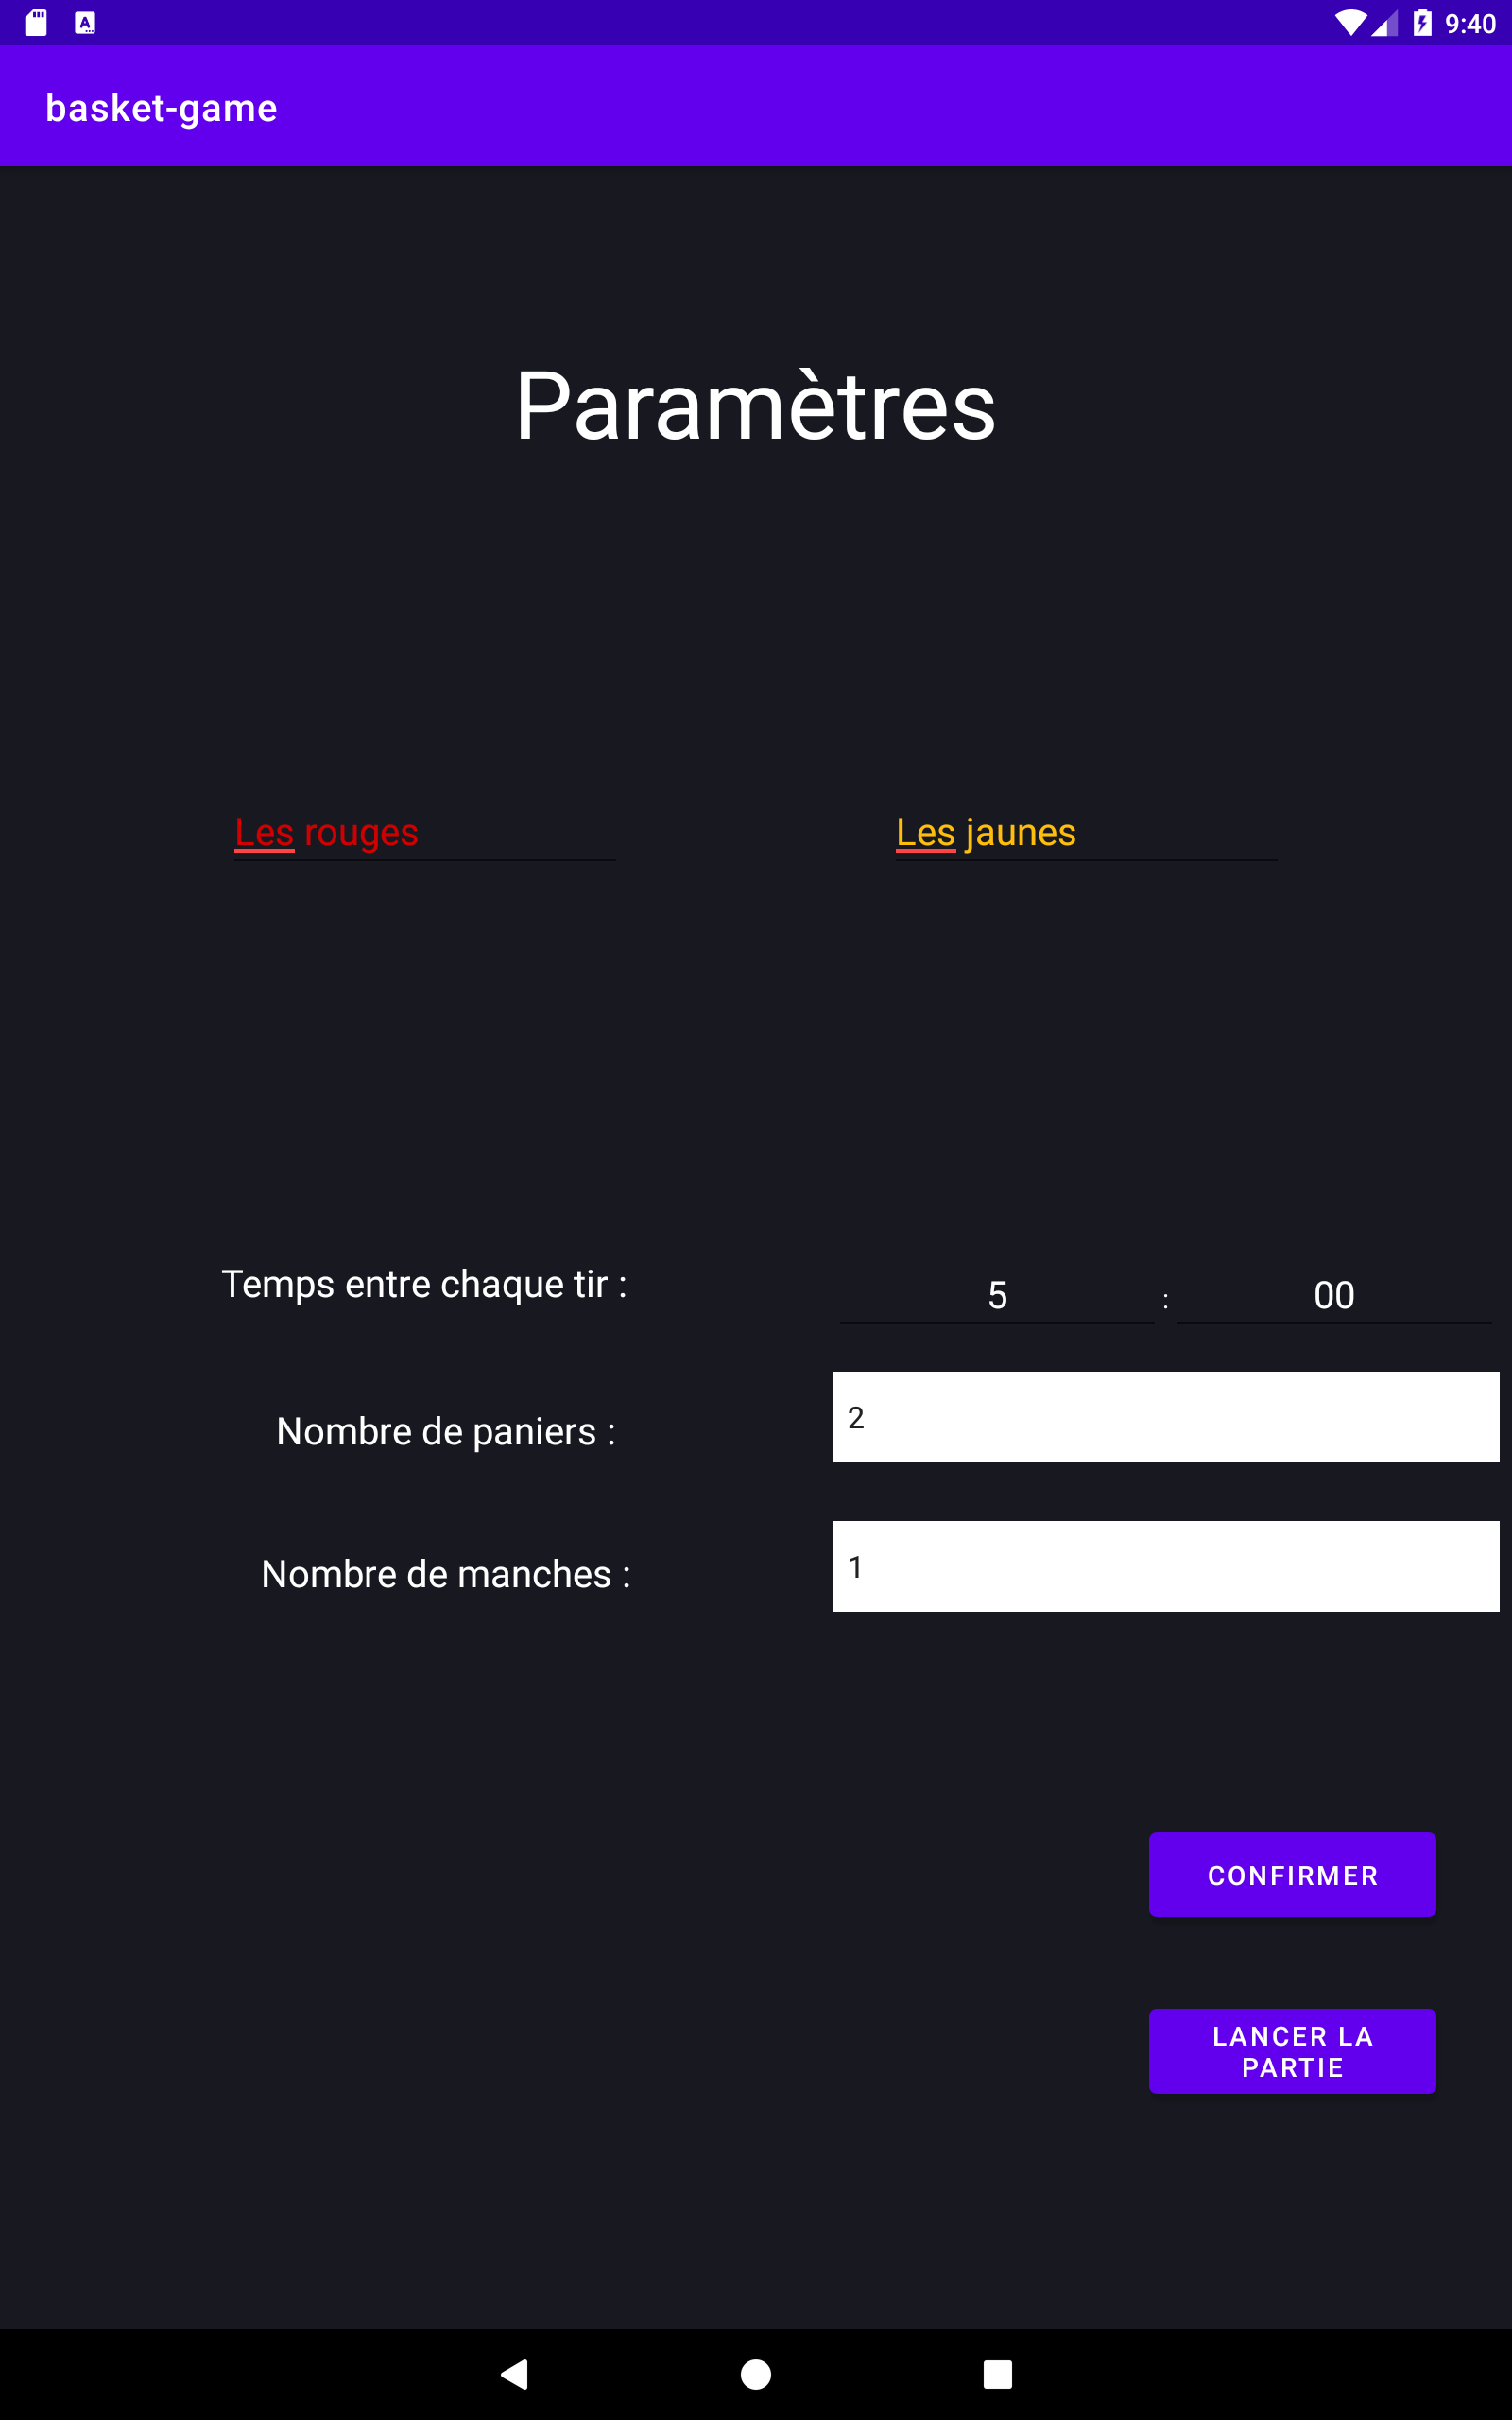 9:40
basket-game
Paramètres
Les rouges
Les jaunes
Temps entre chaque tir :
5 : 00
Nombre de paniers :
2
Nombre de manches :
1
CONFIRMER
LANCER LA
PARTIE